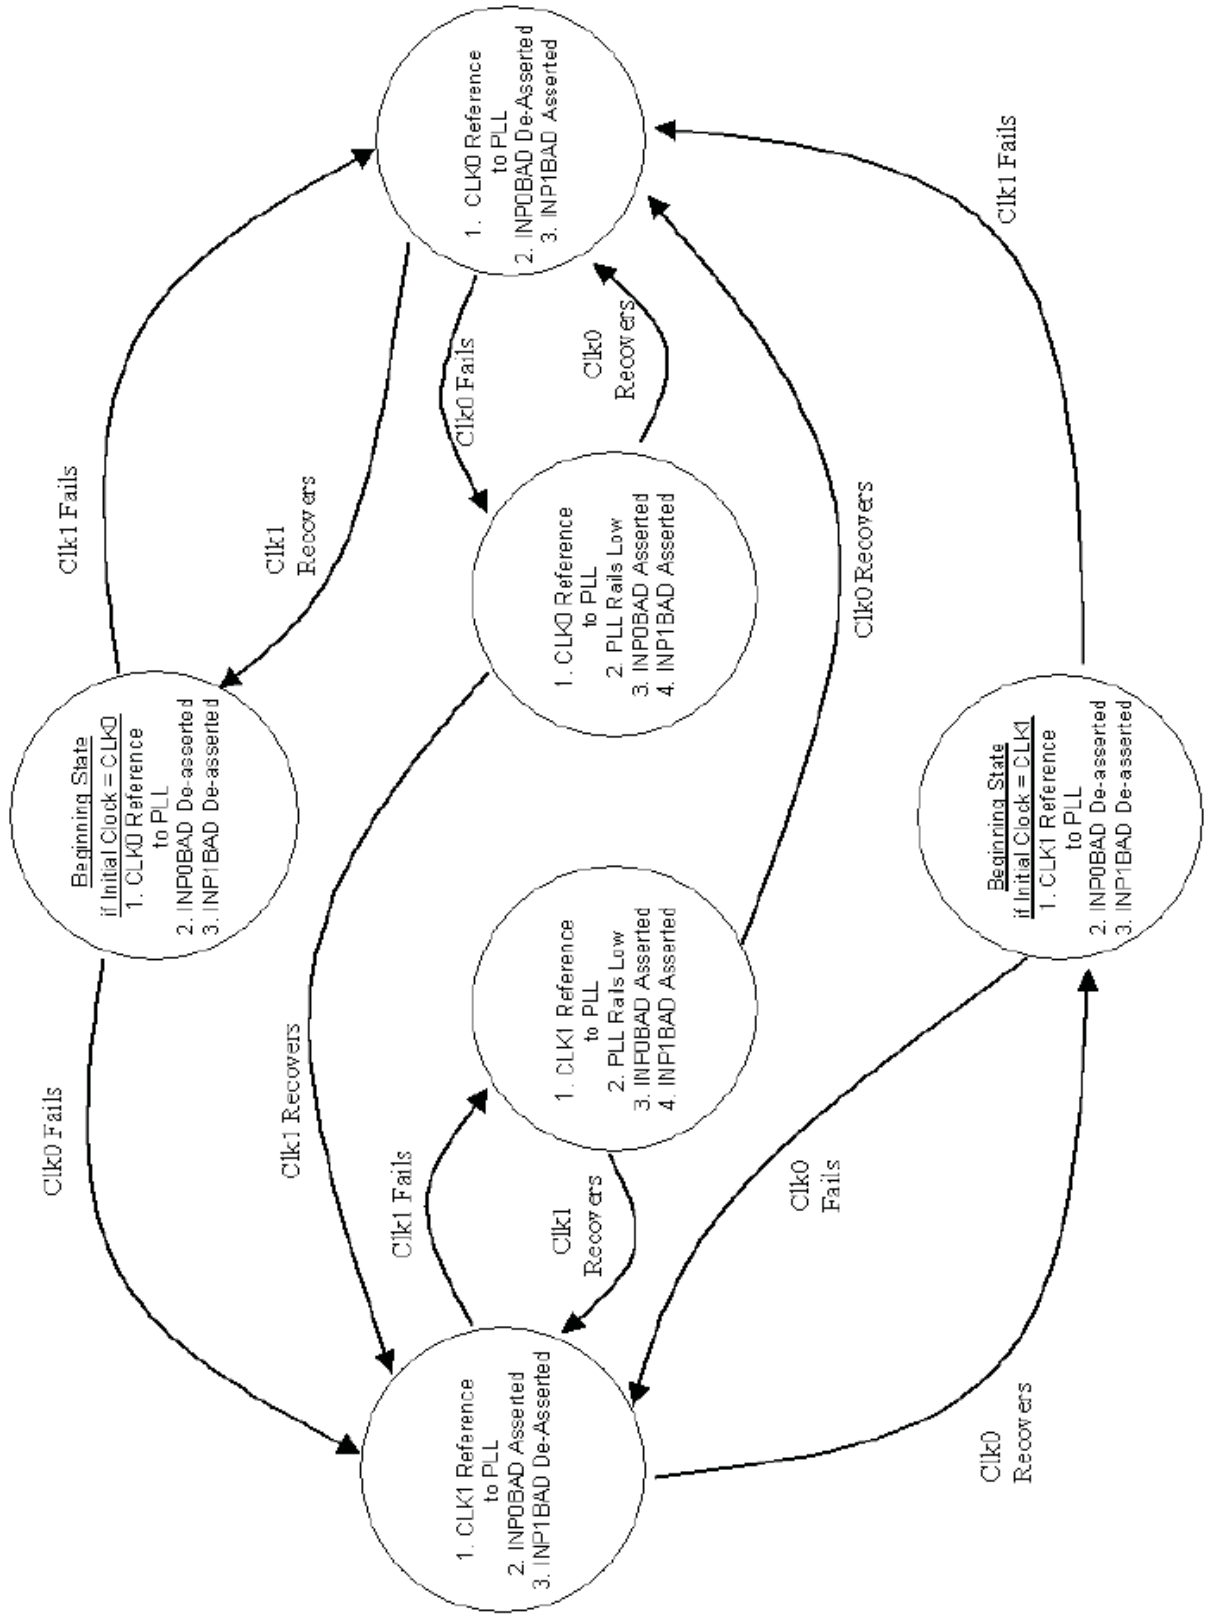 Clk0 Fails
Clk1 Fails
Beginning State
if Initial Clock = CLK0
1. CLK0 Reference
to PLL
2. INP0BAD De-asserted
3. INP1BAD De-asserted
Clk1 Recovers
Clk1
Recovers
Clk1 Fails
Clk0 Fails
1. CLK1 Reference
to PLL
2. INP0BAD Asserted
3. INP1BAD De-Asserted
1. CLK0 Reference
to PLL
2. INP0BAD De-Asserted
3. INP1BAD Asserted
Clk1
Recovers
1. CLK1 Reference
to PLL
2. PLL Rails Low
3. INP0BAD Asserted
4. INP1BAD Asserted
1. CLK0 Reference
to PLL
2. PLL Rails Low
3. INP0BAD Asserted
4. INP1BAD Asserted
Clk0
Recovers
Clk0
Fails
Clk0 Recovers
Beginning State
if Initial Clock = CLK1
1. CLK1 Reference
to PLL
2. INP0BAD De-asserted
3. INP1BAD De-asserted
Clk0
Recovers
Clk1 Fails